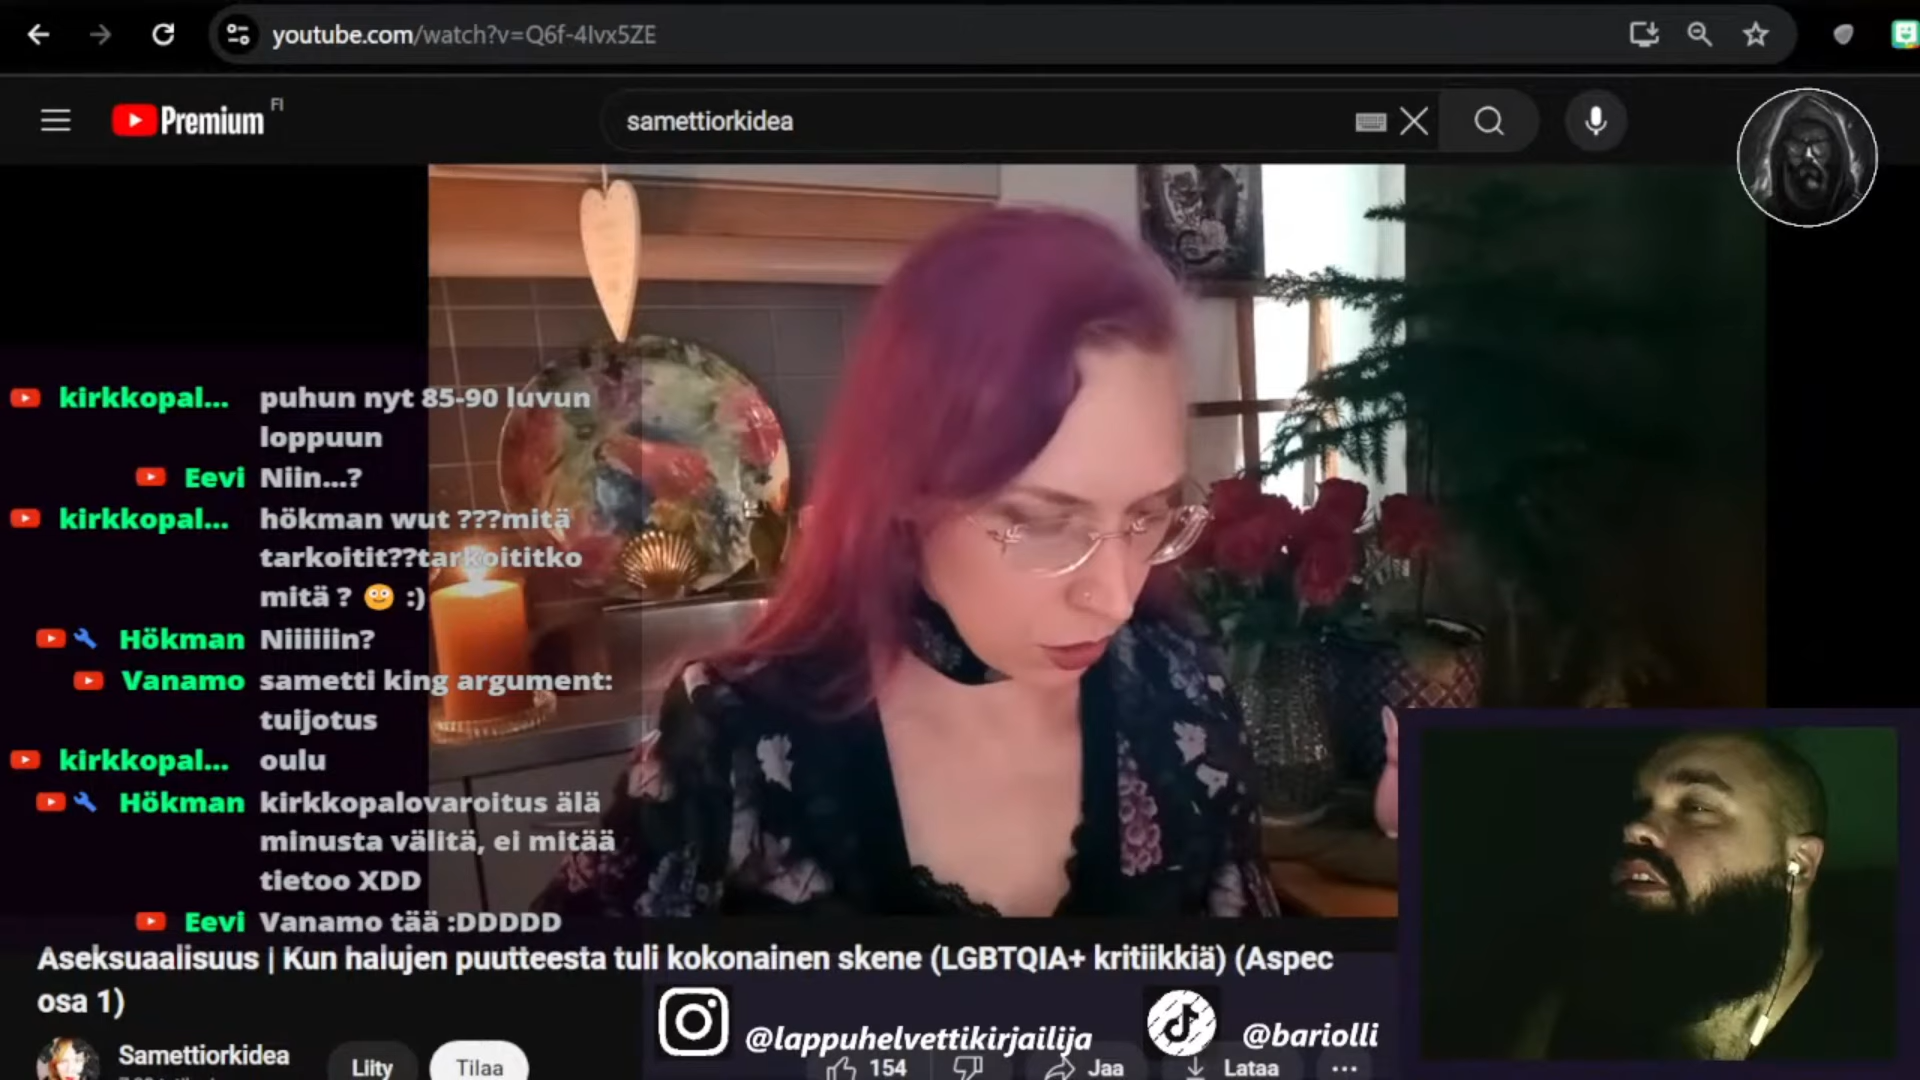 youtube.com/watch?v=Q6f-4lvx5ZE
Premium FI
samettiorkidea
kirkkopal... puhun nyt 85-90 luvun
loppuun
Eevi Niin...?
kirkkopal... hökman wut ???mitä
tarkoitit??tarkoititko
mitä ? :)
Hökman Niiiiiin?
Vanamo sametti king argument:
tuijotus
kirkkopal... oulu
Hökman kirkkopalovaroitus älä
minusta välitä, ei mitää
tietoo XDD
Eevi Vanamo tää :DDDDD
Aseksuaalisuus | Kun halujen puutteesta tuli kokonainen skene (LGBTQIA+ kritiikkiä) (Aspec
osa 1)
@lappuhelvettikirjailija @bariolli
Samettiorkidea
Liity Tilaa 154 Jaa Lataa